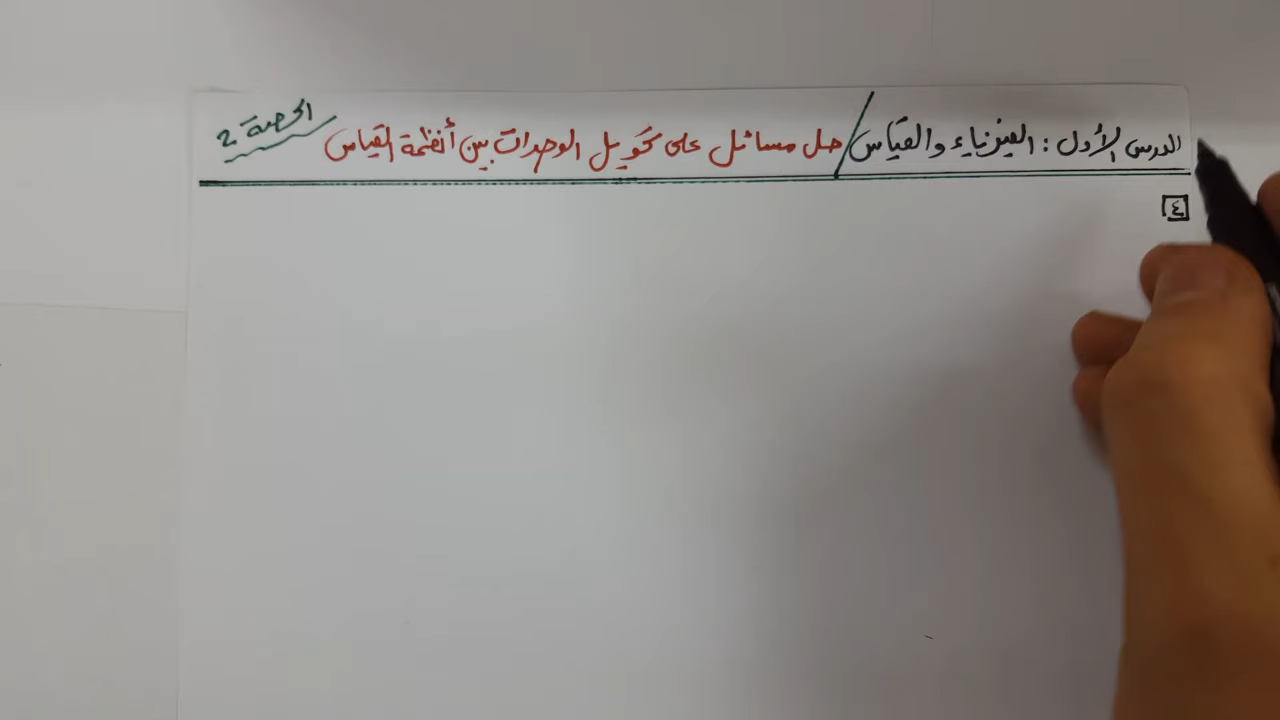 الدرس الأول : الفيزياء والقياس / حل مسائل على تحويل الوحدات بين أنظمة القياس الحصة 2
٤